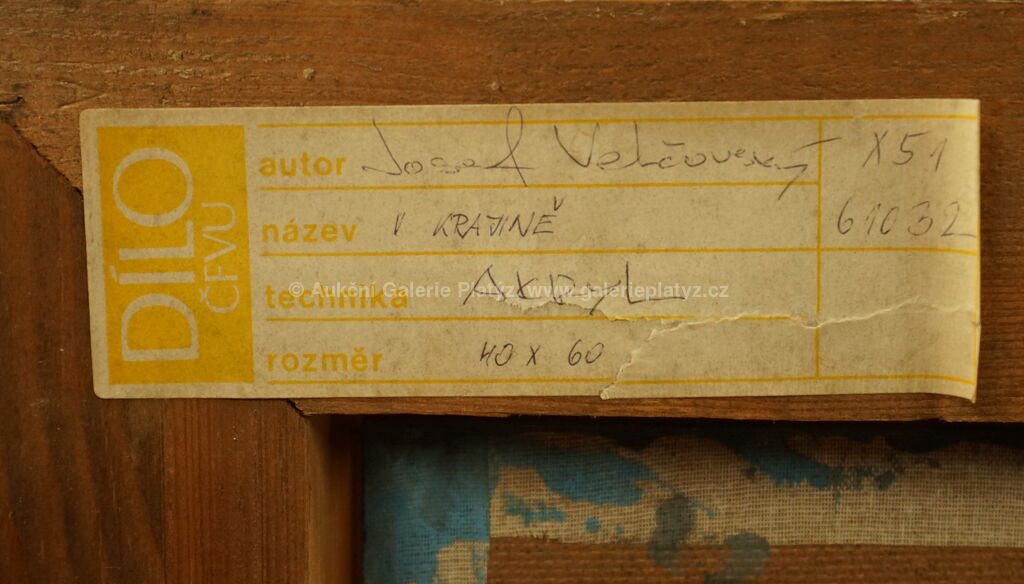 DÍLO
ČFVU
autor Josef Velčovský X51
název V KRAJINĚ 61032
technika AKRYL
© Aukční Galerie Platýz, www.galerieplatyz.cz
rozměr 40 x 60